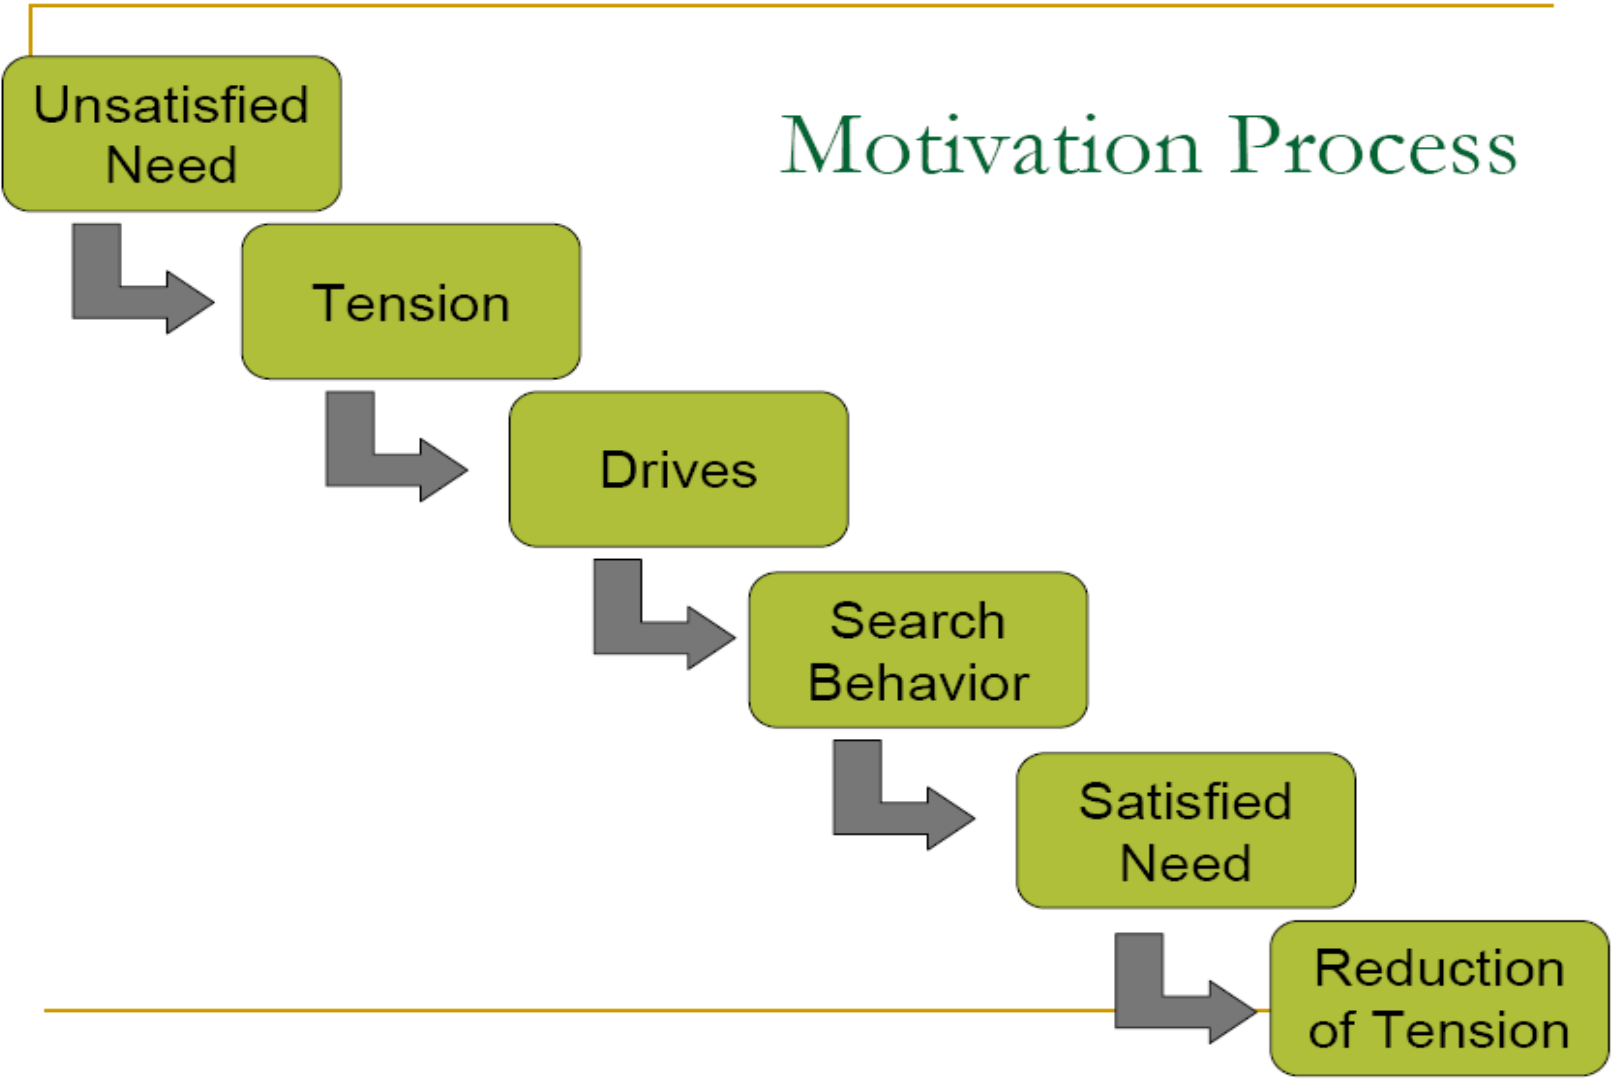 Motivation Process
Unsatisfied
Need
Tension
Drives
Search
Behavior
Satisfied
Need
Reduction
of Tension